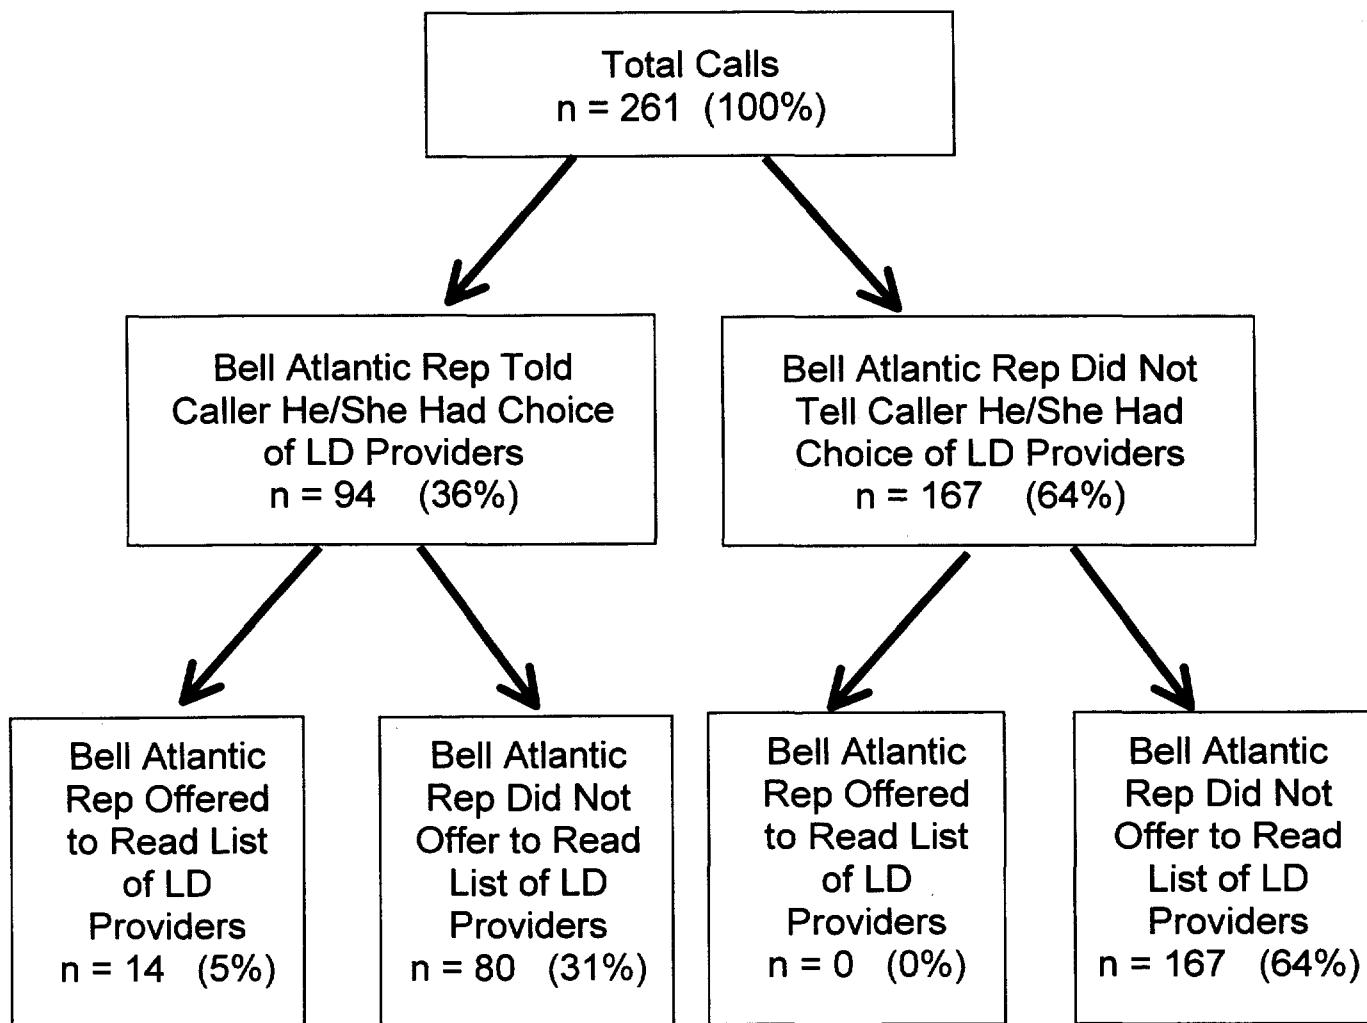 Total Calls
n = 261 (100%)
Bell Atlantic Rep Told
Caller He/She Had Choice
of LD Providers
n = 94 (36%)
Bell Atlantic Rep Did Not
Tell Caller He/She Had
Choice of LD Providers
n = 167 (64%)
Bell Atlantic
Rep Offered
to Read List
of LD
Providers
n = 14 (5%)
Bell Atlantic
Rep Did Not
Offer to Read
List of LD
Providers
n = 80 (31%)
Bell Atlantic
Rep Offered
to Read List
of LD
Providers
n = 0 (0%)
Bell Atlantic
Rep Did Not
Offer to Read
List of LD
Providers
n = 167 (64%)